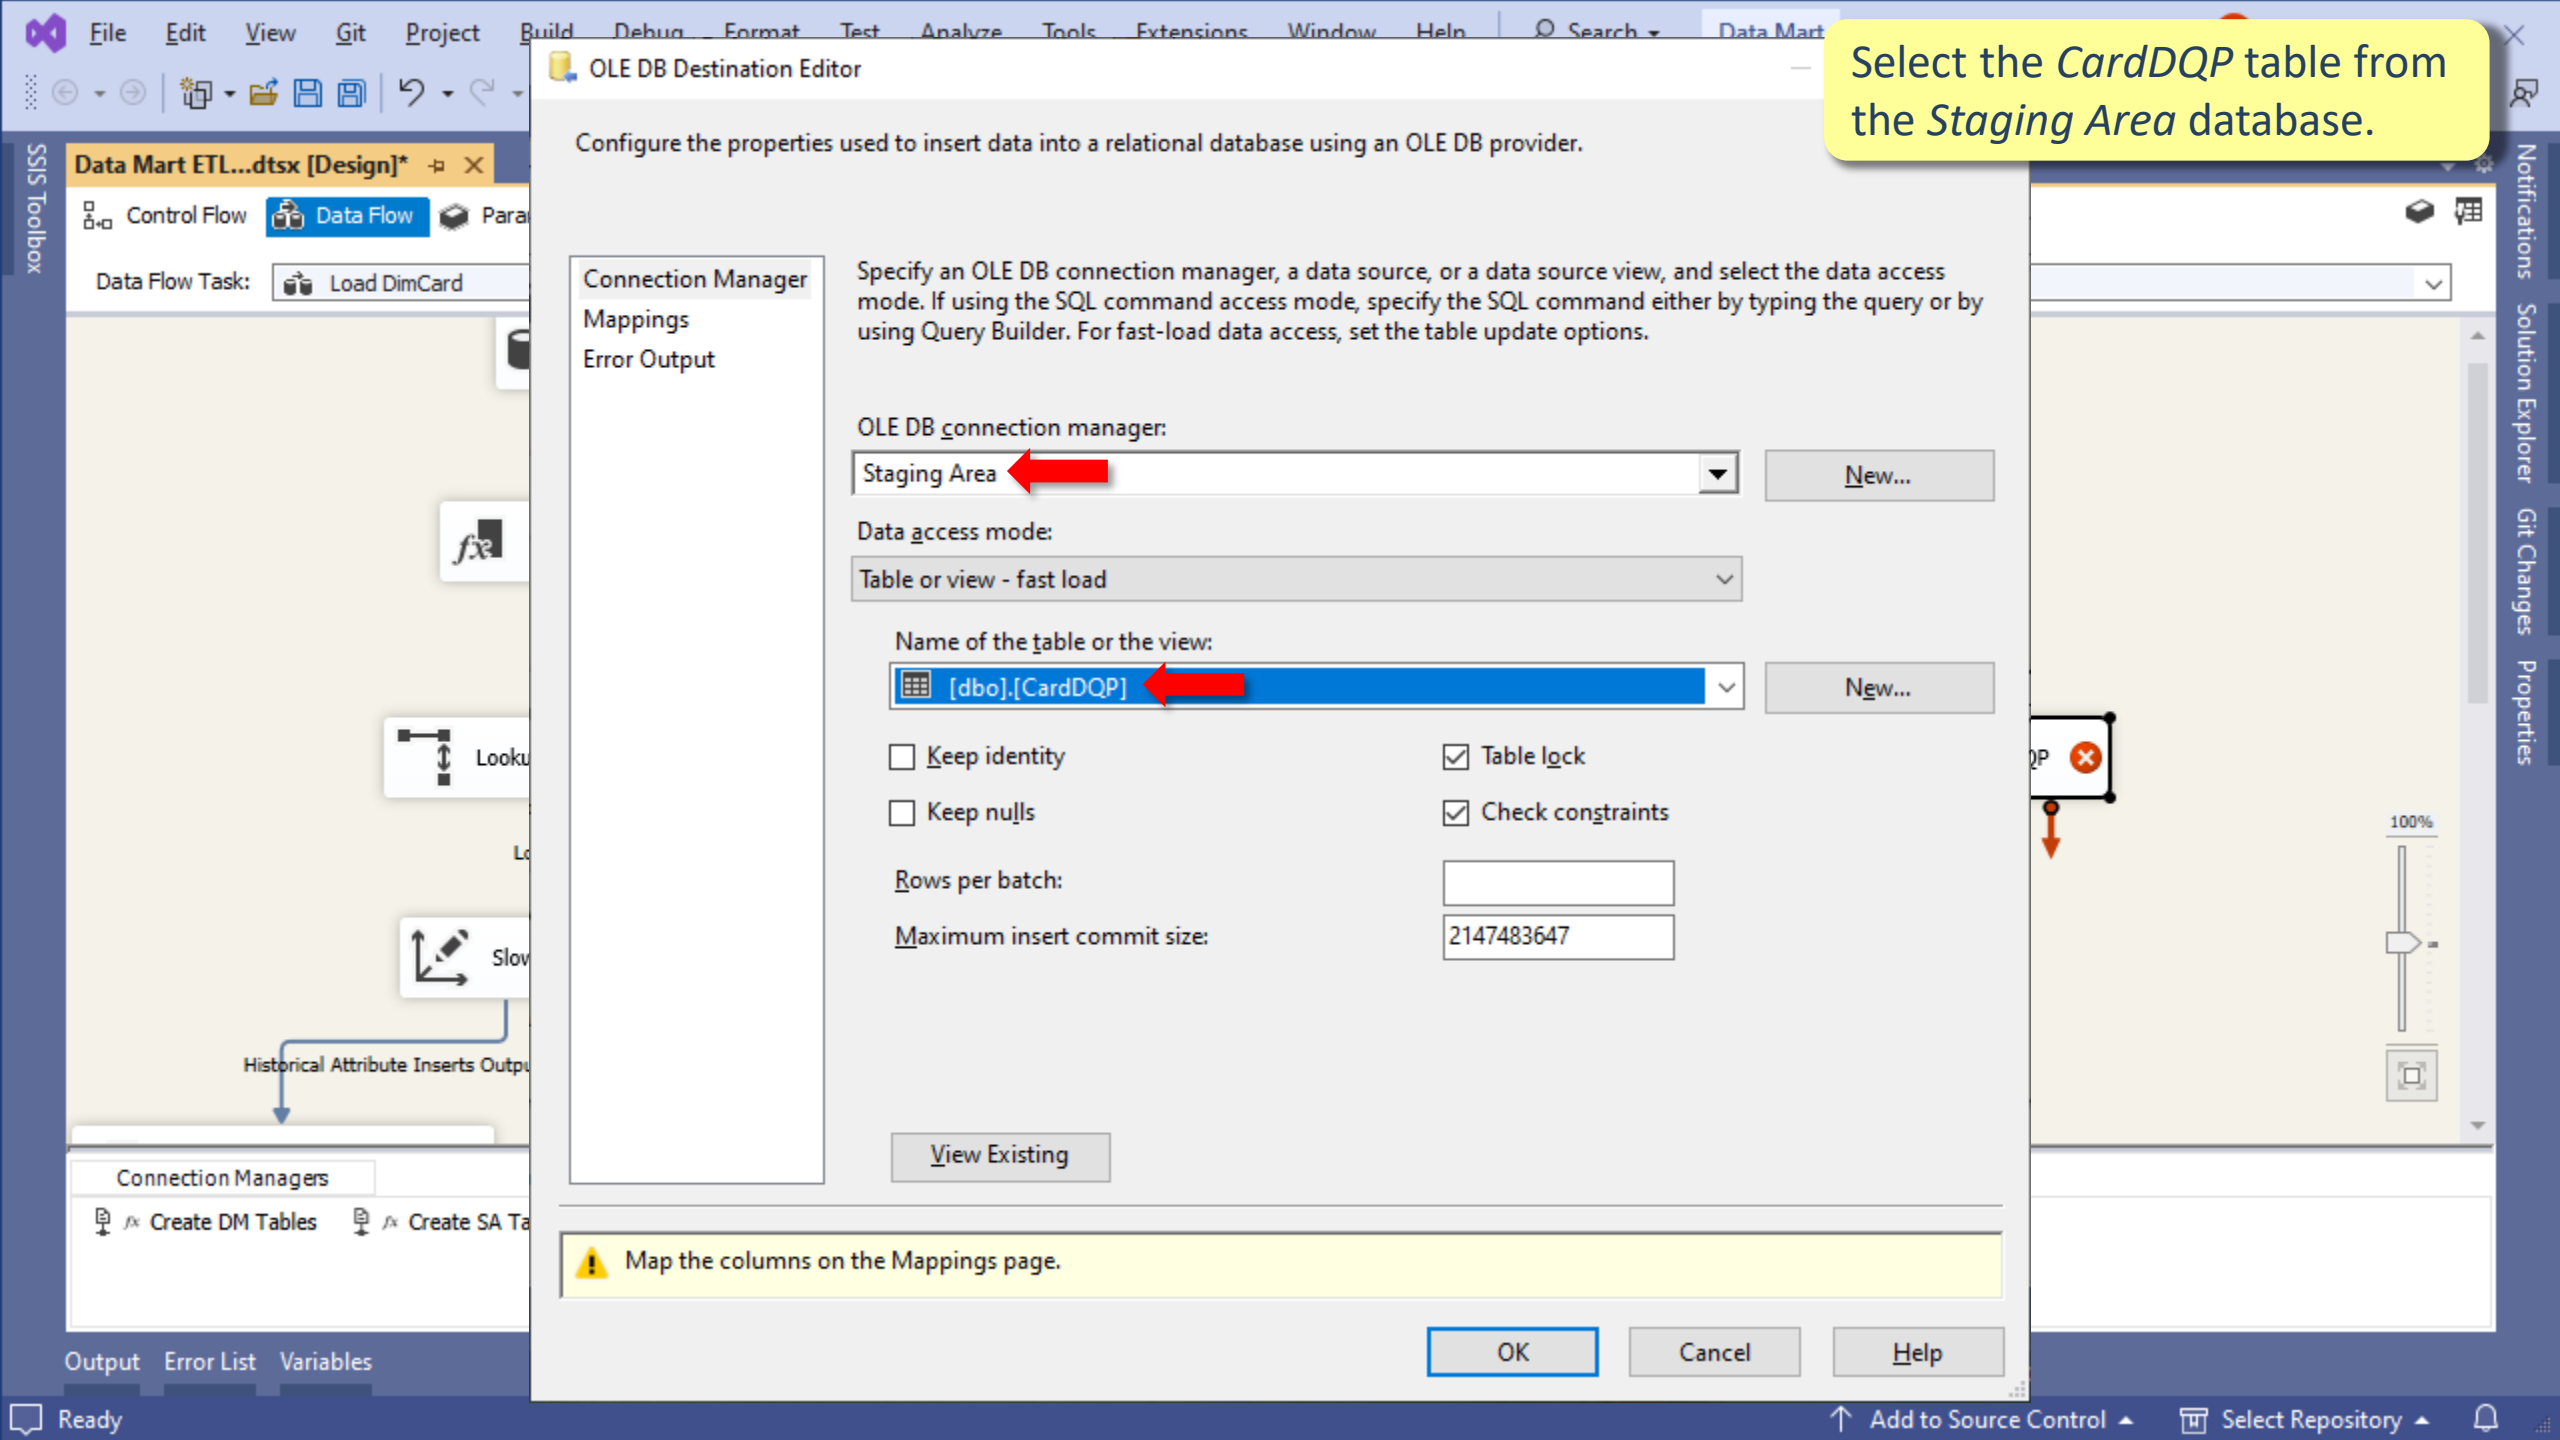 File Edit View Git Project Build Debug Format Test Analyze Tools Extensions Window Help Search Data Mart
Select the CardDQP table from
the Staging Area database.
OLE DB Destination Editor
Configure the properties used to insert data into a relational database using an OLE DB provider.
SSIS Toolbox
Data Mart ETL...dtsx [Design]*
Control Flow Data Flow
Data Flow Task: Load DimCard
Connection Manager
Mappings
Error Output
Specify an OLE DB connection manager, a data source, or a data source view, and select the data access
mode. If using the SQL command access mode, specify the SQL command either by typing the query or by
using Query Builder. For fast-load data access, set the table update options.
OLE DB connection manager:
Staging Area
New...
Data access mode:
Table or view - fast load
Name of the table or the view:
[dbo].[CardDQP]
New...
Keep identity
Table lock
Keep nulls
Check constraints
Rows per batch:
Maximum insert commit size:
2147483647
View Existing
Map the columns on the Mappings page.
OK Cancel Help
fx
Historical Attribute Inserts
100%
Notifications
Solution Explorer
Git Changes
Properties
Connection Managers
fx Create DM Tables fx Create SA
Output Error List Variables
Ready
Add to Source Control Select Repository